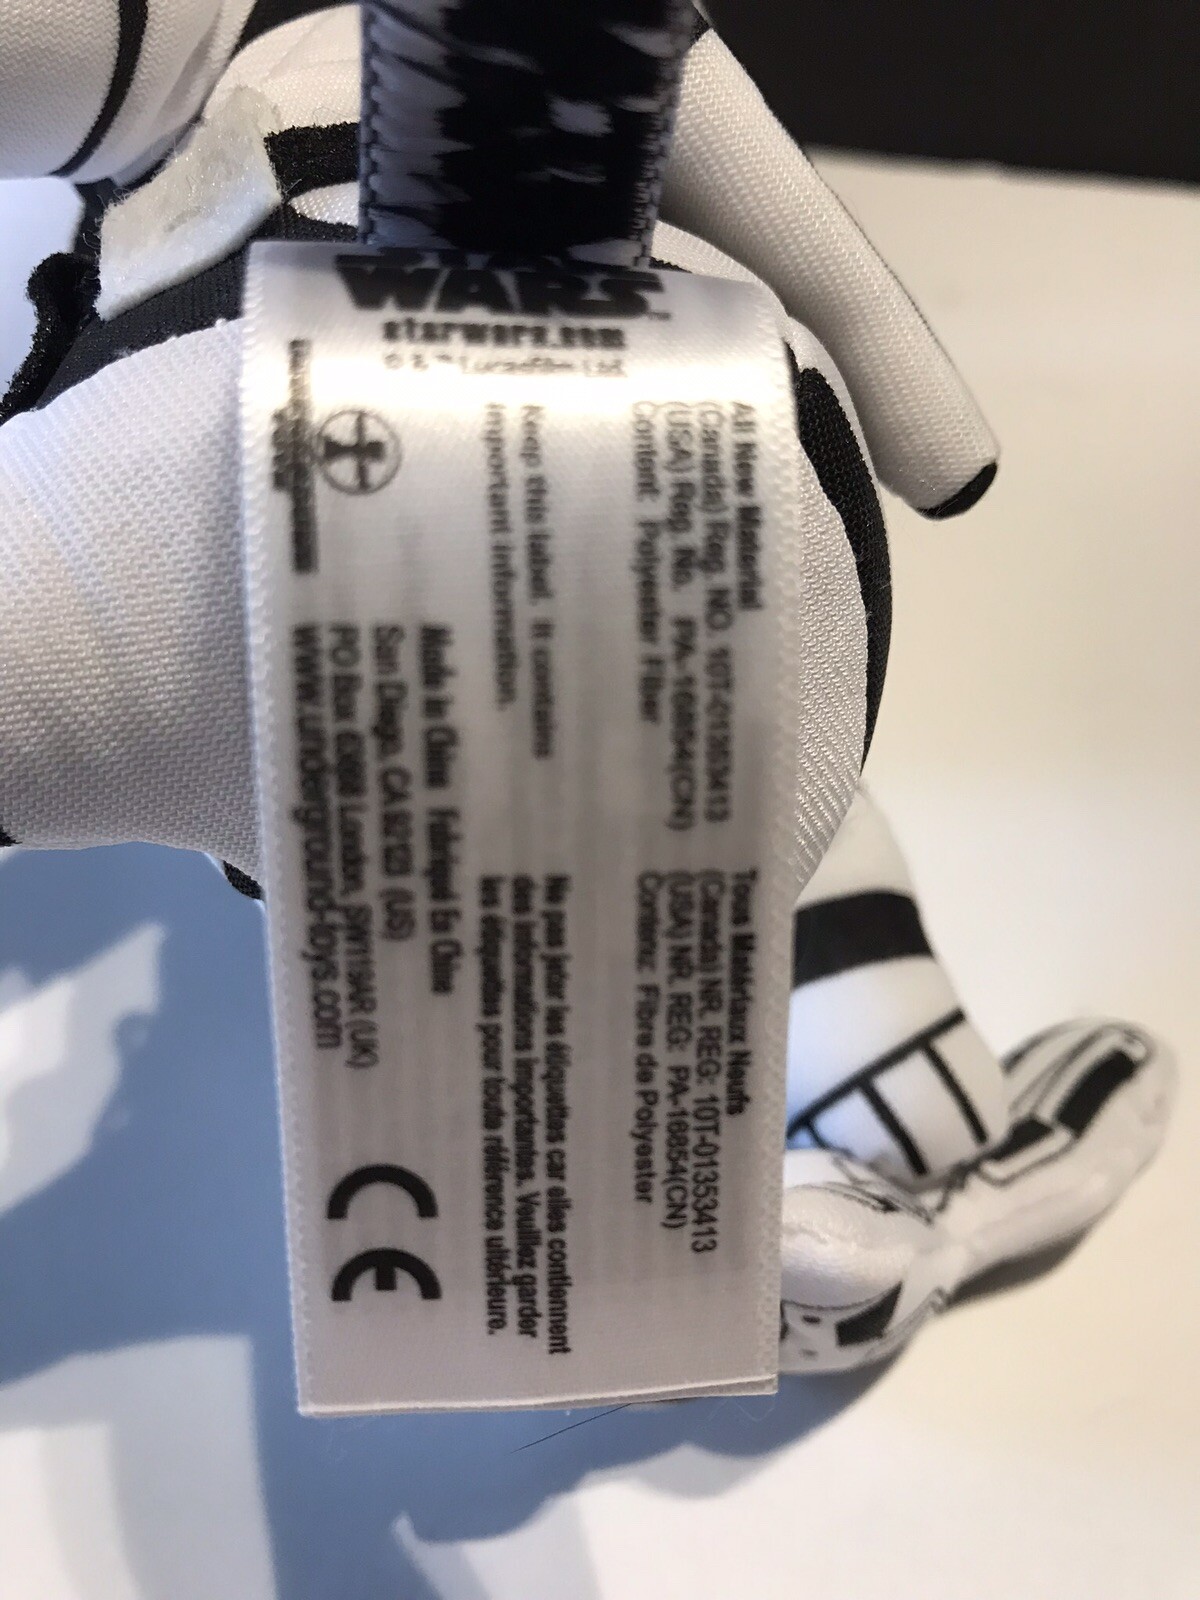 WARS
starwars.com
© & ™ Lucasfilm Ltd.
All New Material
(Canada) Reg. NO. 10T-01353413
(USA) Reg. No. PA-16854(CN)
Content: Polyester Fiber
Tous Matériaux Neufs
(Canada) NR. REG: 10T-01353413
(USA) NR. REG: PA-16854(CN)
Contenu: Fibre de Polyester
Keep this label. It contains
important information.
Ne pas jeter les étiquettes car elles contiennent
des informations importantes. Veuillez garder
les étiquettes pour toute référence ultérieure.
Made in China Fabriqué En Chine
San Diego, CA 92123 (US)
PO Box London, SW119AR (UK)
www.underground-toys.com
CE